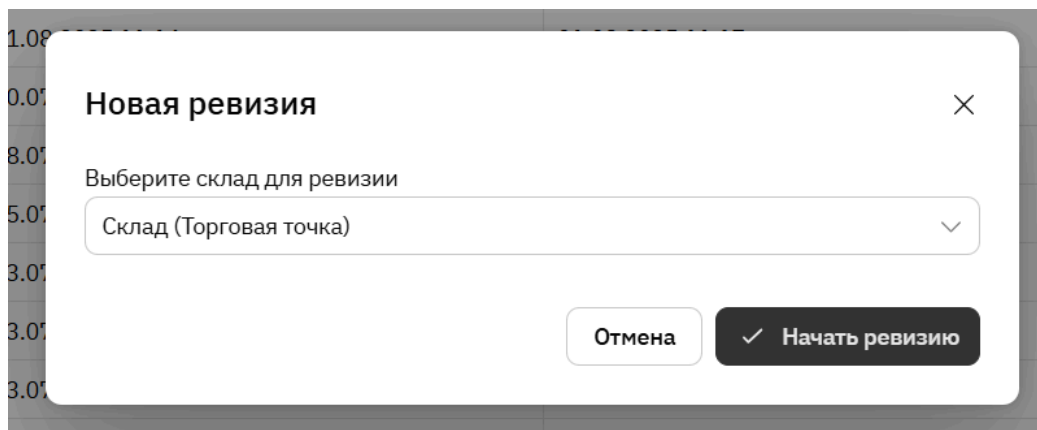 Новая ревизия
Выберите склад для ревизии
Склад (Торговая точка)
Отмена
Начать ревизию